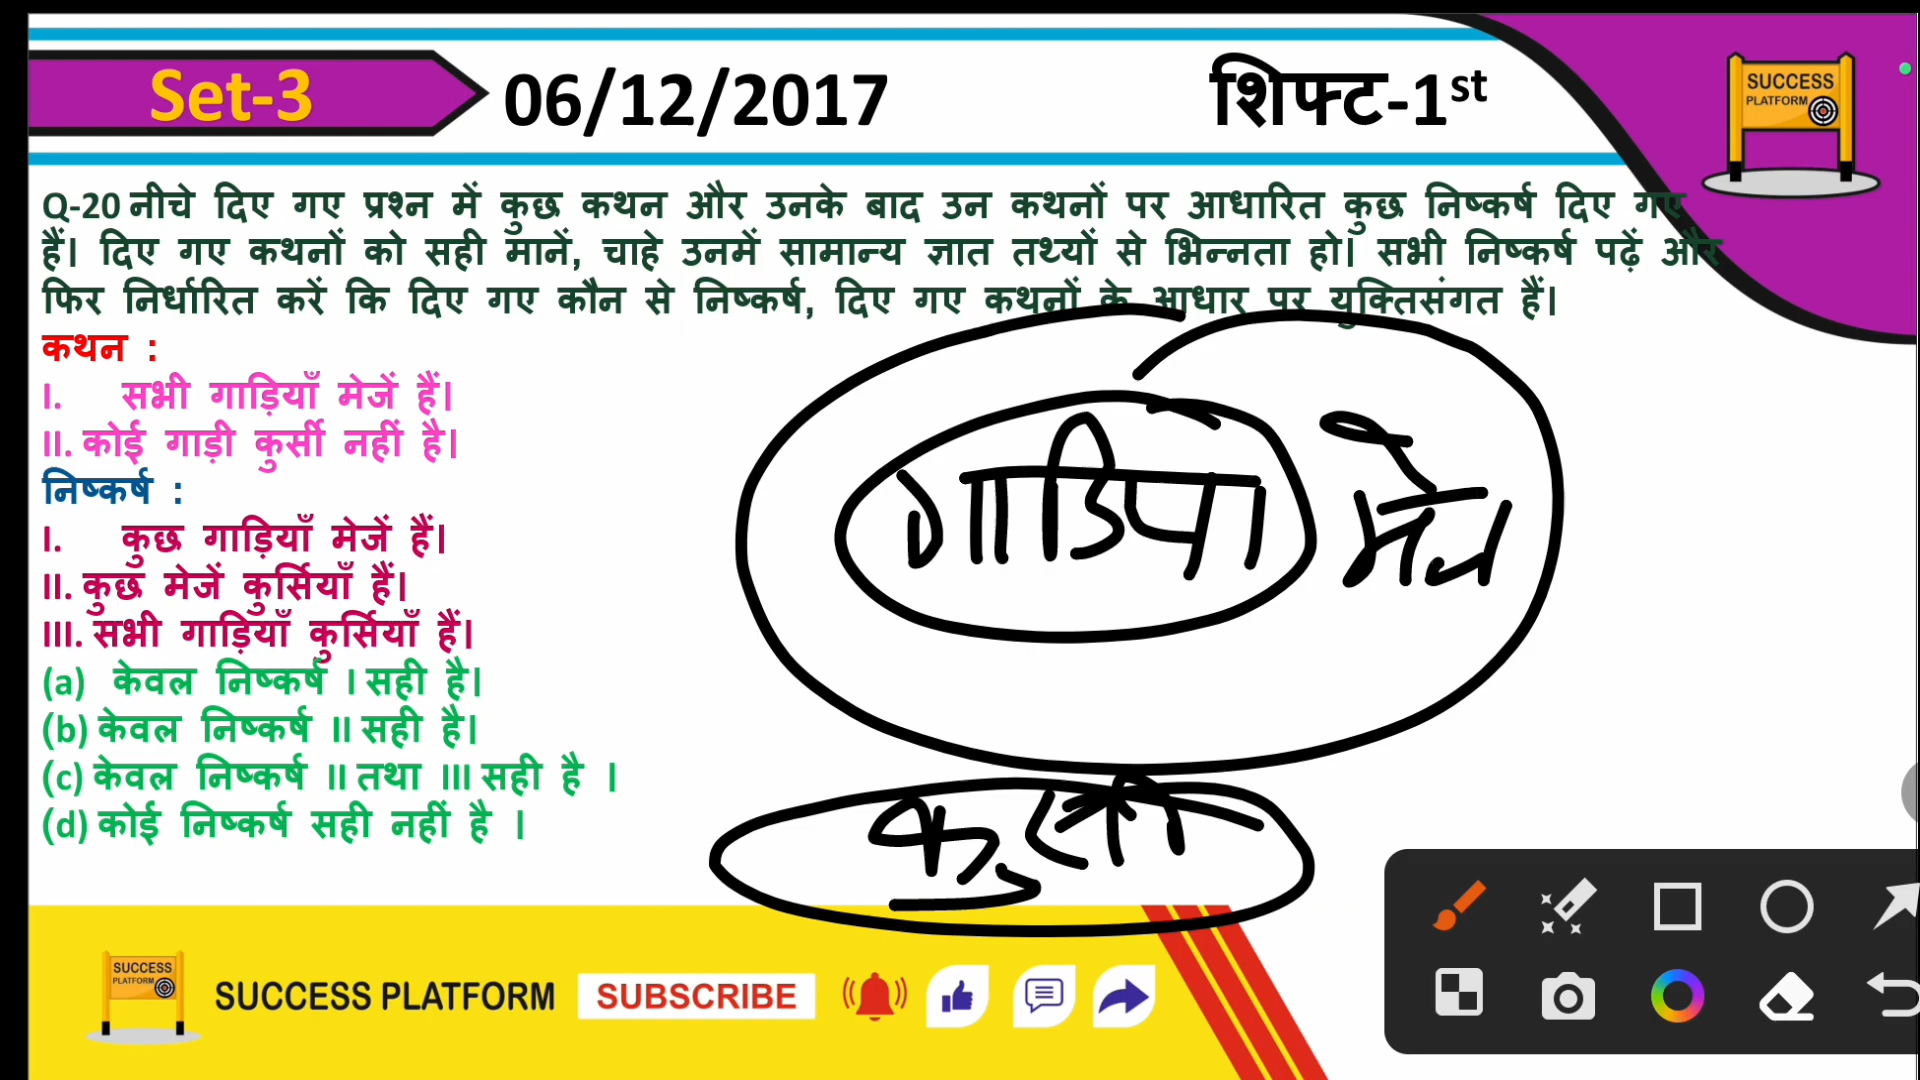 Set-3
06/12/2017
शिफ्ट-1st
SUCCESS
PLATFORM
Q-20 नीचे दिए गए प्रश्न में कुछ कथन और उनके बाद उन कथनों पर आधारित कुछ निष्कर्ष दिए गए
हैं। दिए गए कथनों को सही मानें, चाहे उनमें सामान्य ज्ञात तथ्यों से भिन्नता हो। सभी निष्कर्ष पढ़ें और
फिर निर्धारित करें कि दिए गए कौन से निष्कर्ष, दिए गए कथनों के आधार पर युक्तिसंगत हैं।
कथन :
I. सभी गाड़ियाँ मेजें हैं।
II. कोई गाड़ी कुर्सी नहीं है।
निष्कर्ष :
I. कुछ गाड़ियाँ मेजें हैं।
II. कुछ मेजें कुर्सियाँ हैं।
III. सभी गाड़ियाँ कुर्सियाँ हैं।
(a) केवल निष्कर्ष I सही है।
(b) केवल निष्कर्ष II सही है।
(c) केवल निष्कर्ष II तथा III सही है ।
(d) कोई निष्कर्ष सही नहीं है ।
SUCCESS
PLATFORM
SUCCESS PLATFORM
SUBSCRIBE